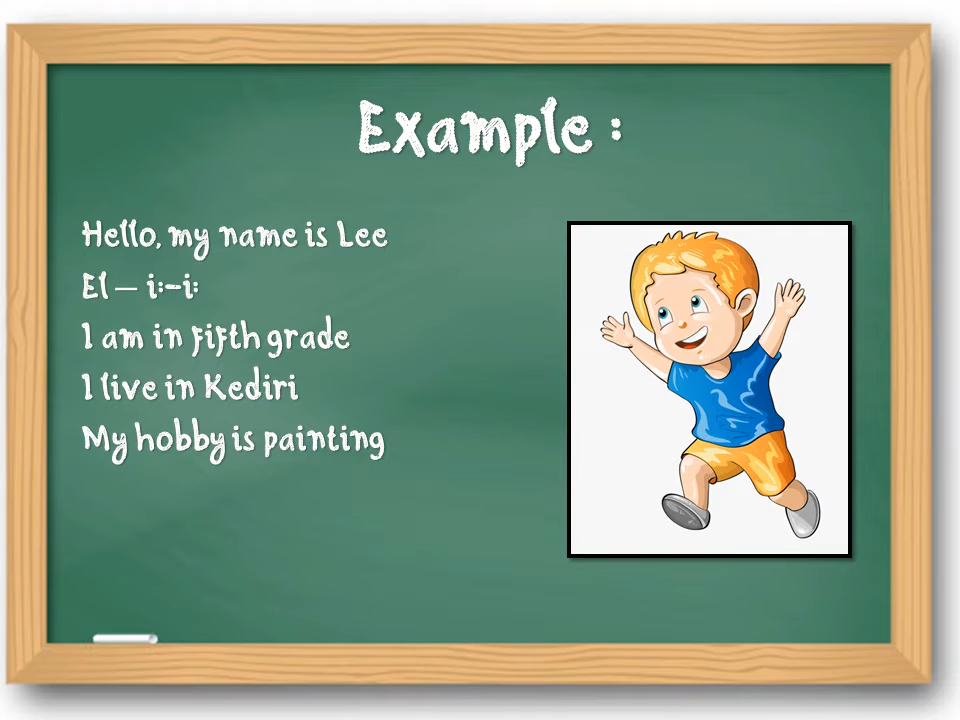 Example :
Hello, my name is Lee
El – i:-i:
I am in fifth grade
I live in Kediri
My hobby is painting